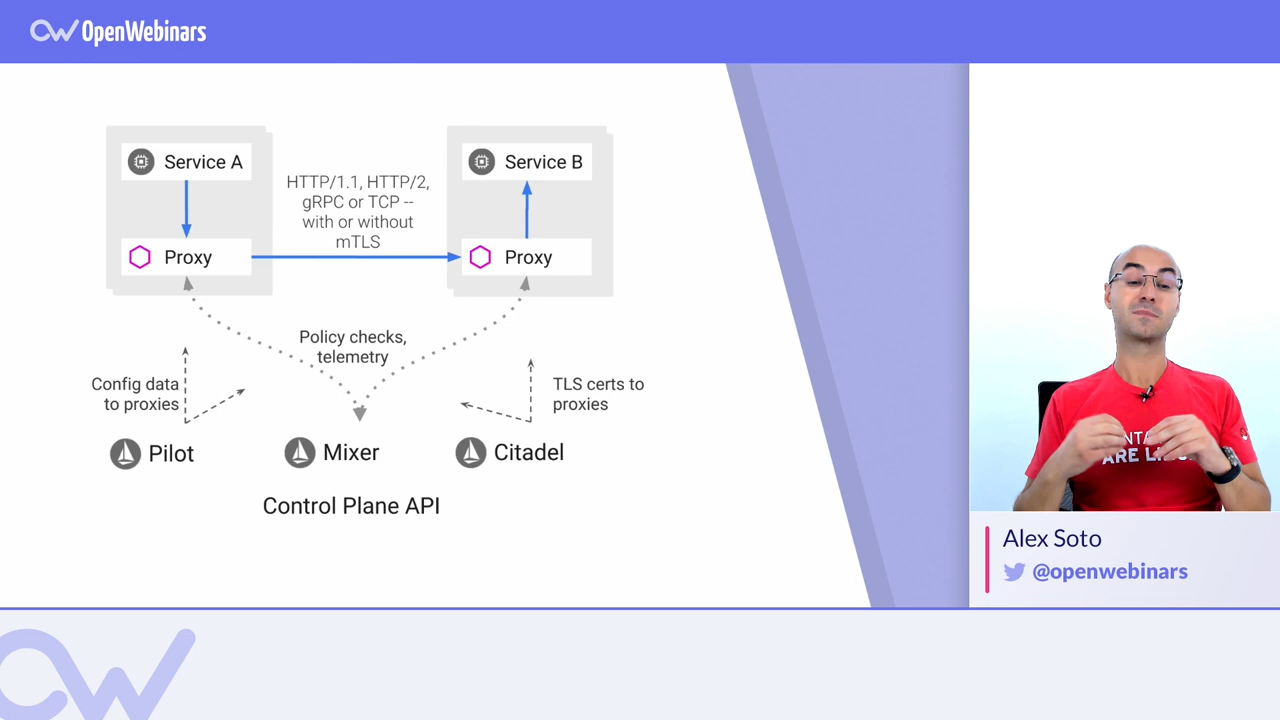 OpenWebinars
Service A
Service B
HTTP/1.1, HTTP/2,
gRPC or TCP --
with or without
mTLS
Proxy
Proxy
Policy checks,
telemetry
Config data
to proxies
TLS certs to
proxies
Pilot
Mixer
Citadel
Control Plane API
ARE
Alex Soto
@openwebinars